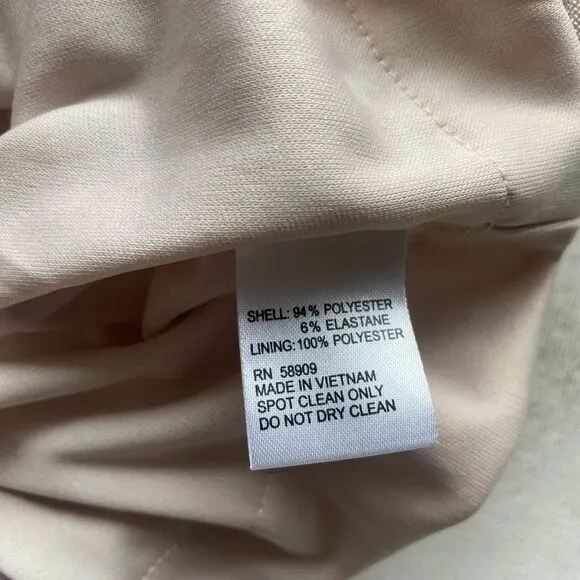 SHELL: 94% POLYESTER
6% ELASTANE
LINING:100% POLYESTER
RN 58909
MADE IN VIETNAM
SPOT CLEAN ONLY
DO NOT DRY CLEAN